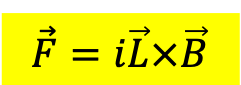 F⃗ = iL⃗×B⃗